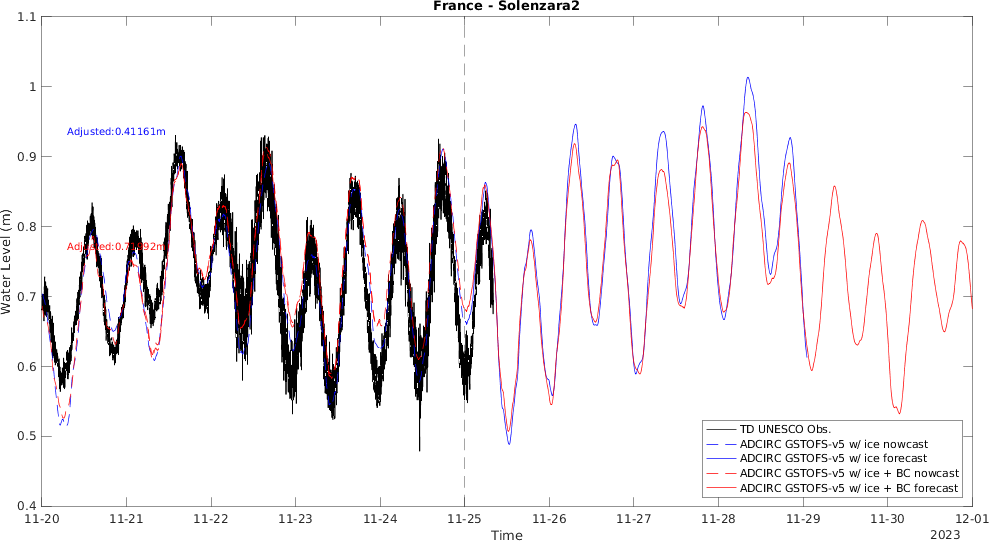 France - Solenzara2
1.1
1
0.9
0.8
0.7
0.6
0.5
0.4
Water Level (m)
Adjusted:0.41161m
TD UNESCO Obs.
ADCIRC GSTOFS-v5 w/ ice nowcast
ADCIRC GSTOFS-v5 w/ ice forecast
ADCIRC GSTOFS-v5 w/ ice + BC nowcast
ADCIRC GSTOFS-v5 w/ ice + BC forecast
11-20 11-21 11-22 11-23 11-24 11-25 11-26 11-27 11-28 11-29 11-30 12-01
Time
2023